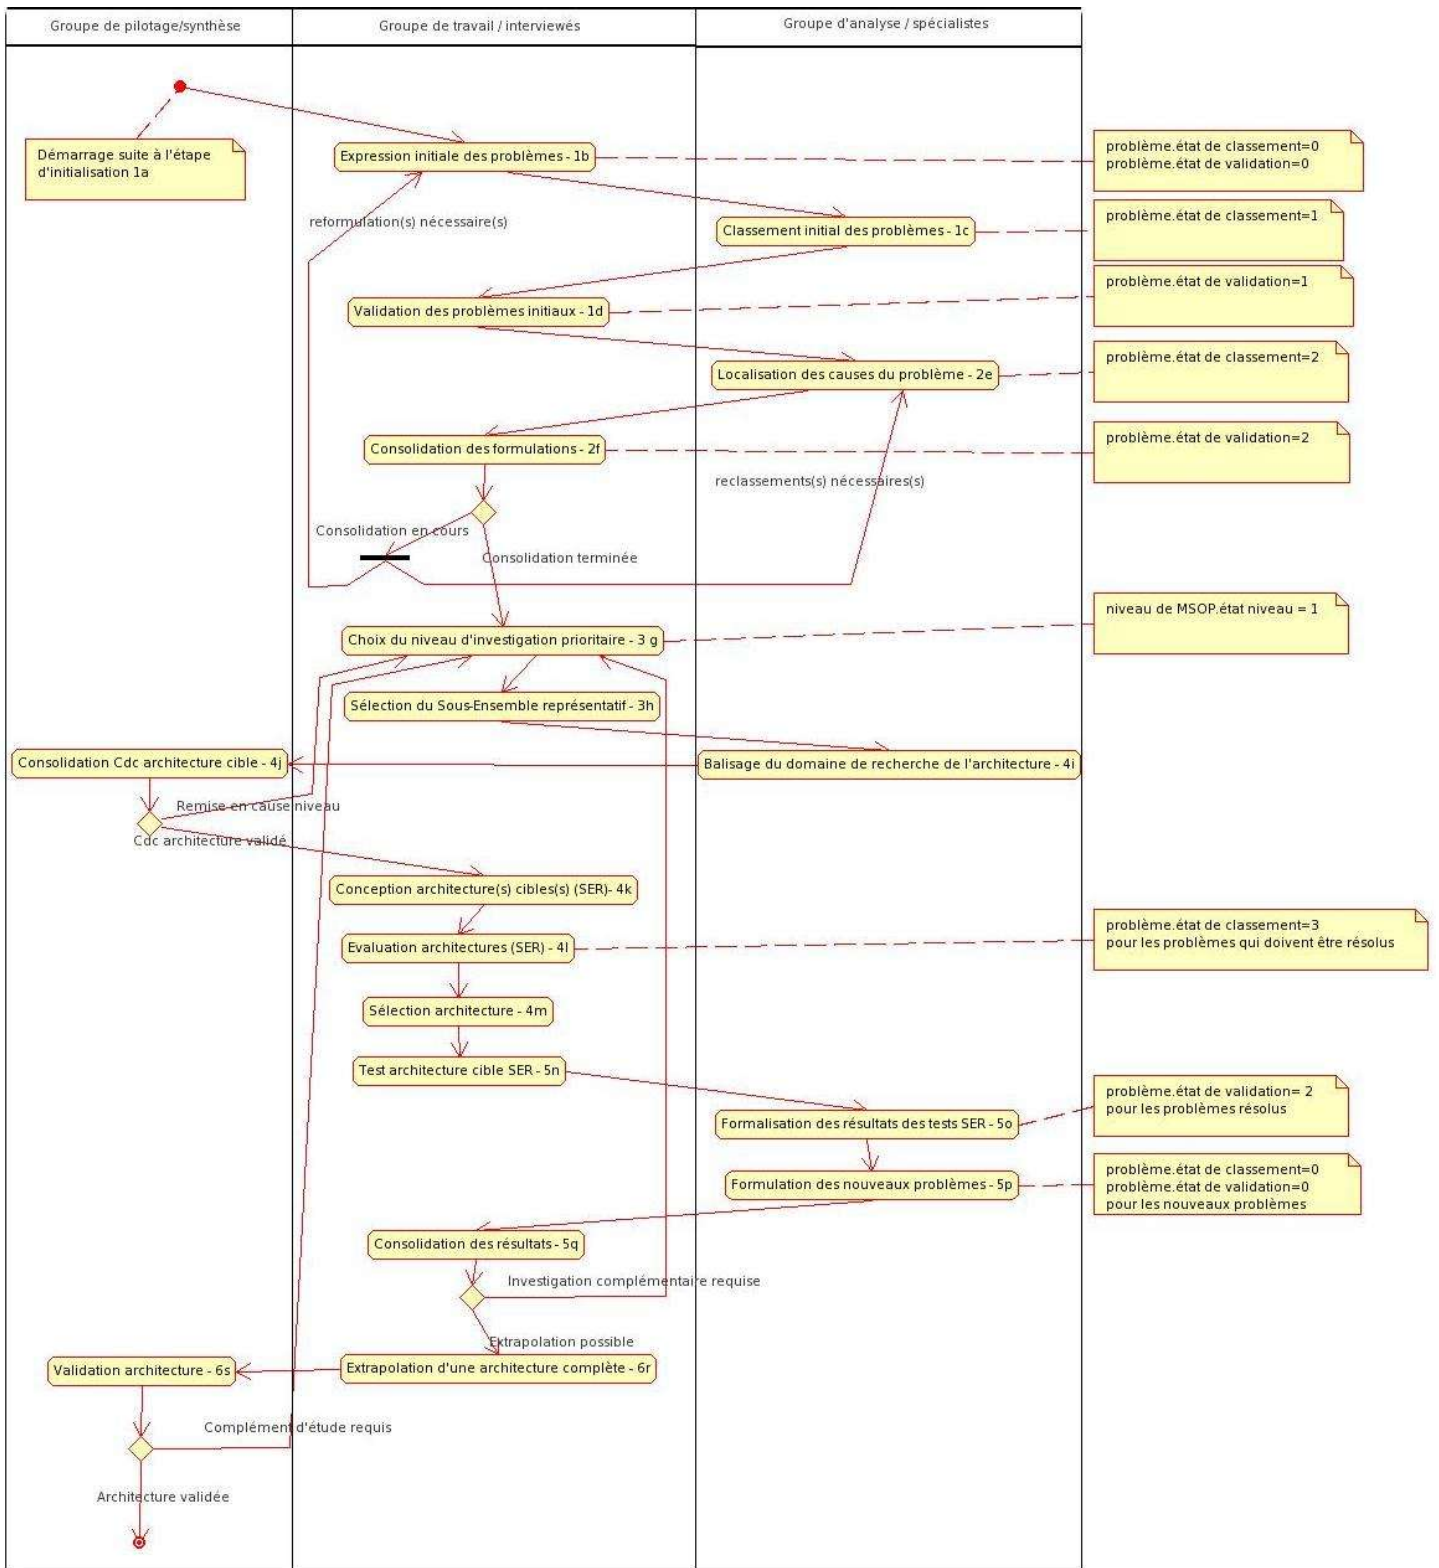 Groupe de pilotage/synthèse
Groupe de travail / interviewés
Groupe d'analyse / spécialistes
Démarrage suite à l'étape
d'initialisation 1a
Expression initiale des problèmes - 1b
problème.état de classement=0
problème.état de validation=0
reformulation(s) nécessaire(s)
Classement initial des problèmes - 1c
problème.état de classement=1
Validation des problèmes initiaux - 1d
problème.état de validation=1
Localisation des causes du problème - 2e
problème.état de classement=2
Consolidation des formulations - 2f
problème.état de validation=2
reclassements(s) nécessaires(s)
Consolidation en cours
Consolidation terminée
Choix du niveau d'investigation prioritaire - 3 g
niveau de MSOP.état niveau = 1
Sélection du Sous-Ensemble représentatif - 3h
Consolidation Cdc architecture cible - 4j
Balisage du domaine de recherche de l'architecture - 4i
Remise en cause niveau
Cdc architecture validé
Conception architecture(s) cibles(s) (SER)- 4k
Evaluation architectures (SER) - 4l
problème.état de classement=3
pour les problèmes qui doivent être résolus
Sélection architecture - 4m
Test architecture cible SER - 5n
Formalisation des résultats des tests SER - 5o
problème.état de validation= 2
pour les problèmes résolus
Formulation des nouveaux problèmes - 5p
problème.état de classement=0
problème.état de validation=0
pour les nouveaux problèmes
Consolidation des résultats - 5q
Investigation complémentaire requise
Extrapolation possible
Validation architecture - 6s
Extrapolation d'une architecture complète - 6r
Complément d'étude requis
Architecture validée